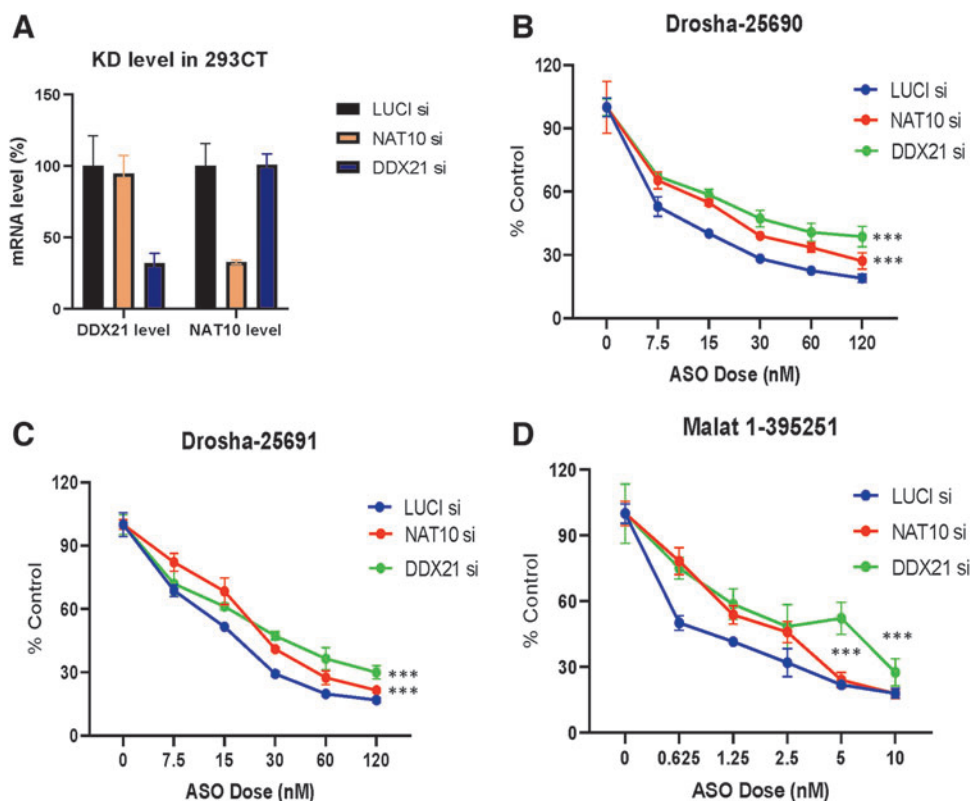 A
KD level in 293CT
mRNA level (%)
150
100
50
0
DDX21 level
NAT10 level
LUCI si
NAT10 si
DDX21 si
B
Drosha-25690
% Control
120
90
60
30
0
0
7.5
15
30
60
120
ASO Dose (nM)
LUCI si
NAT10 si
DDX21 si
***
***
C
Drosha-25691
% Control
120
90
60
30
0
0
7.5
15
30
60
120
ASO Dose (nM)
LUCI si
NAT10 si
DDX21 si
***
***
D
Malat 1-395251
% Control
120
90
60
30
0
0
0.625
1.25
2.5
5
10
ASO Dose (nM)
LUCI si
NAT10 si
DDX21 si
***
***